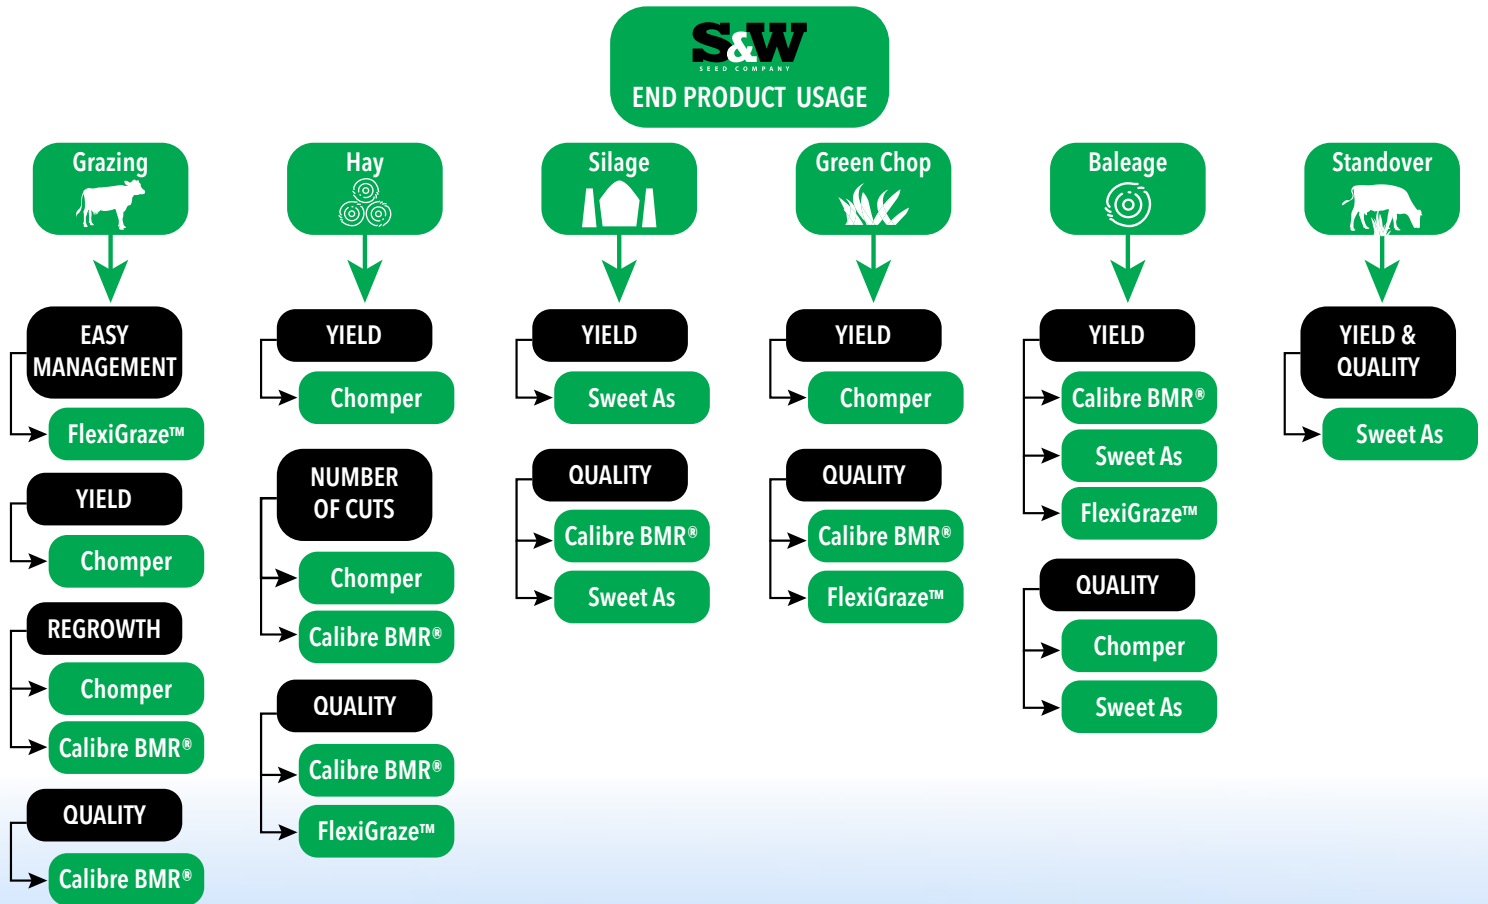 S&W
SEED COMPANY
END PRODUCT USAGE
Grazing
EASY
MANAGEMENT
FlexiGraze™
YIELD
Chomper
REGROWTH
Chomper
Calibre BMR®
QUALITY
Calibre BMR®
Hay
YIELD
Chomper
NUMBER
OF CUTS
Chomper
Calibre BMR®
QUALITY
Calibre BMR®
FlexiGraze™
Silage
YIELD
Sweet As
QUALITY
Calibre BMR®
Sweet As
Green Chop
YIELD
Chomper
QUALITY
Calibre BMR®
FlexiGraze™
Baleage
YIELD
Calibre BMR®
Sweet As
FlexiGraze™
QUALITY
Chomper
Sweet As
Standover
YIELD &
QUALITY
Sweet As